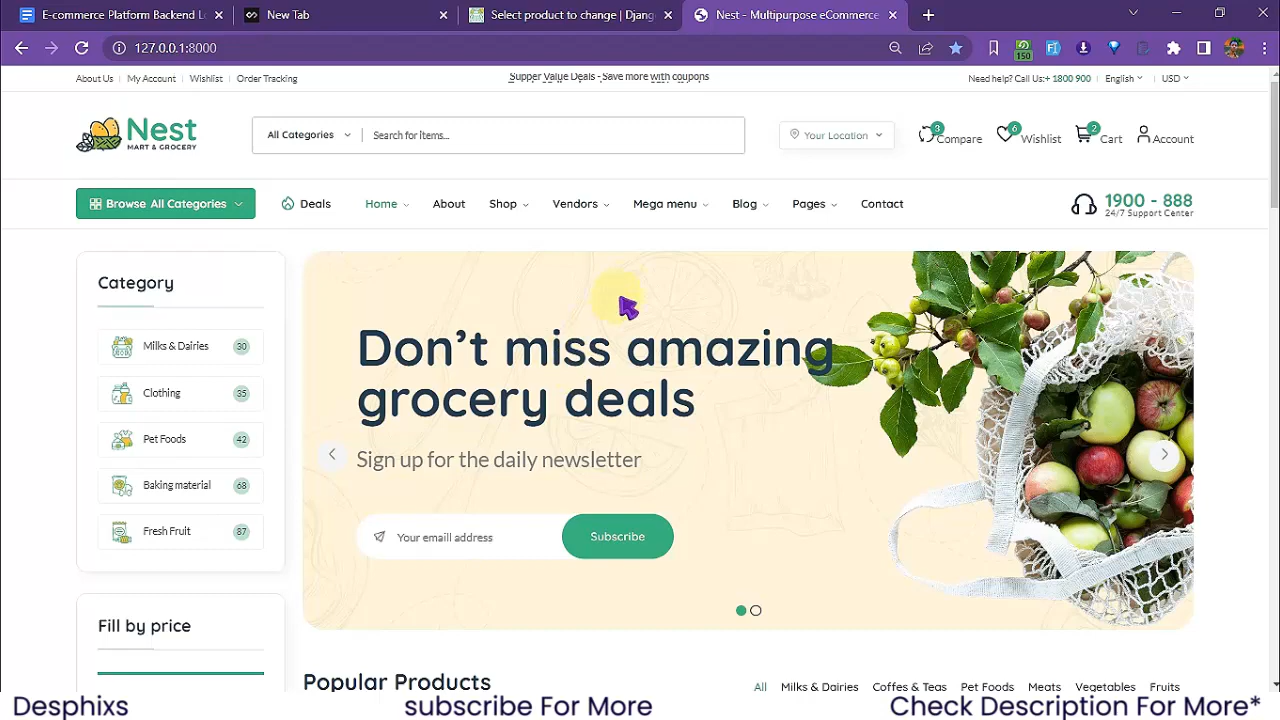 E-commerce Platform Backend Lo
New Tab
Select product to change | Djang
Nest - Multipurpose eCommerce
127.0.0.1:8000
150
About Us
My Account
Wishlist
Order Tracking
Supper Value Deals - Save more with coupons
Need help? Call Us:+ 1800 900
English
USD
Nest
MART & GROCERY
All Categories
Search for items...
Your Location
3
Compare
6
Wishlist
2
Cart
Account
Browse All Categories
Deals
Home
About
Shop
Vendors
Mega menu
Blog
Pages
Contact
1900 - 888
24/7 Support Center
Category
Milks & Dairies 30
Clothing 35
Pet Foods 42
Baking material 68
Fresh Fruit 87
Don't miss amazing
grocery deals
Sign up for the daily newsletter
Your email address
Subscribe
Fill by price
Popular Products
All
Milks & Dairies
Coffes & Teas
Pet Foods
Meats
Vegetables
Fruits
Desphixs
subscribe For More
Check Description For More*